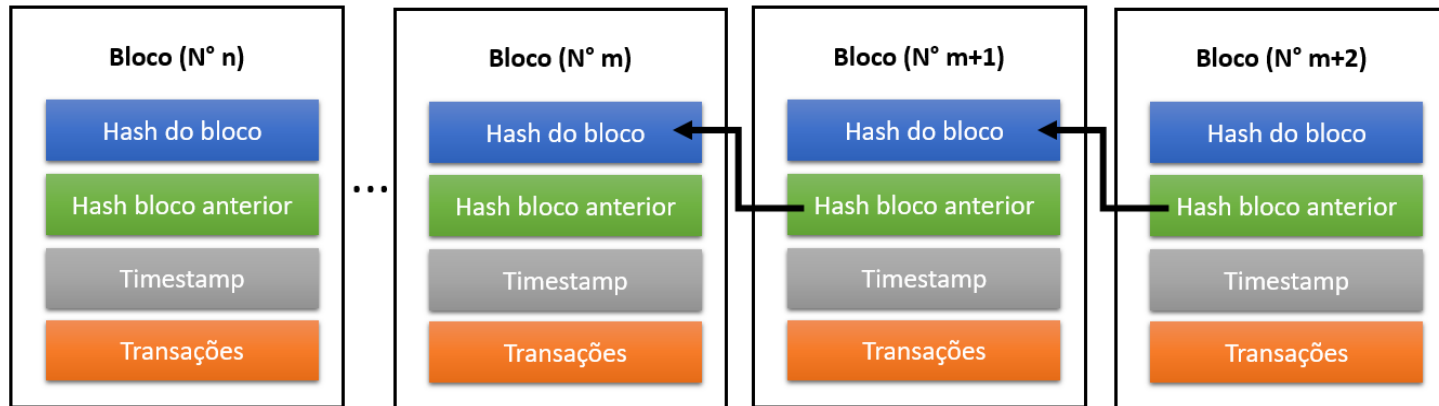 Bloco (N° n)
Hash do bloco
Hash bloco anterior
Timestamp
Transações
...
Bloco (N° m)
Hash do bloco
Hash bloco anterior
Timestamp
Transações
Bloco (N° m+1)
Hash do bloco
Hash bloco anterior
Timestamp
Transações
Bloco (N° m+2)
Hash do bloco
Hash bloco anterior
Timestamp
Transações